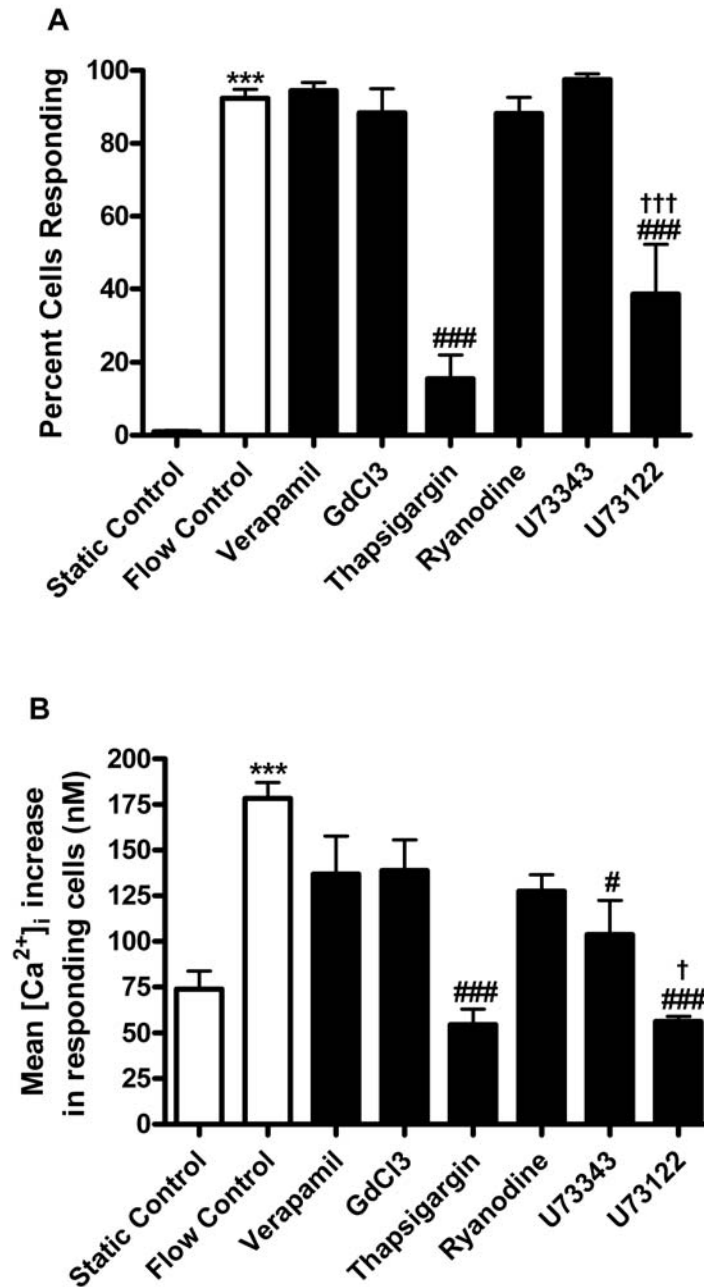 A
Percent Cells Responding
100
80
60
40
20
0
***
###
†††
###
Static Control
Flow Control
Verapamil
GdCl3
Thapsigargin
Ryanodine
U73343
U73122
B
Mean [Ca²⁺]ᵢ increase
in responding cells (nM)
200
175
150
125
100
75
50
25
0
***
###
#
†
###
Static Control
Flow Control
Verapamil
GdCl3
Thapsigargin
Ryanodine
U73343
U73122